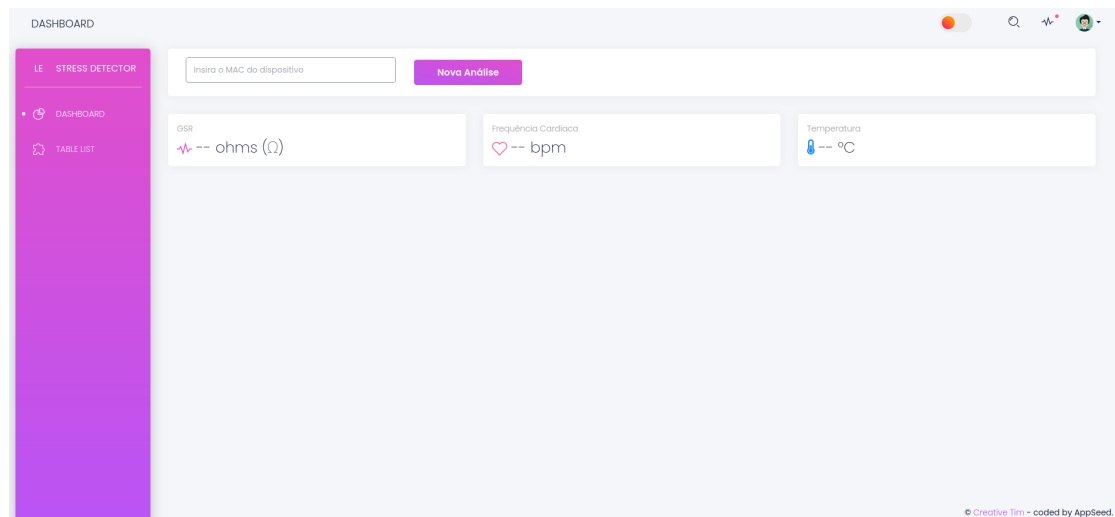 DASHBOARD
LE STRESS DETECTOR
DASHBOARD
TABLE LIST
Insira o MAC do dispositivo
Nova Análise
GSR
-- ohms (Ω)
Frequência Cardiaca
-- bpm
Temperatura
-- ºC
© Creative Tim - coded by AppSeed.